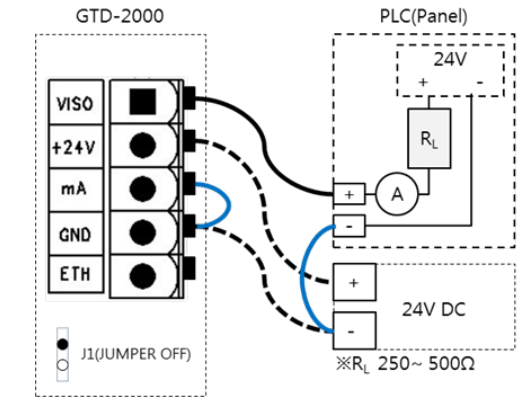 GTD-2000
PLC(Panel)
24V
+ -
VISO
+24V
RL
mA
+
A
GND
-
ETH
+
24V DC
-
J1(JUMPER OFF)
※RL 250~ 500Ω